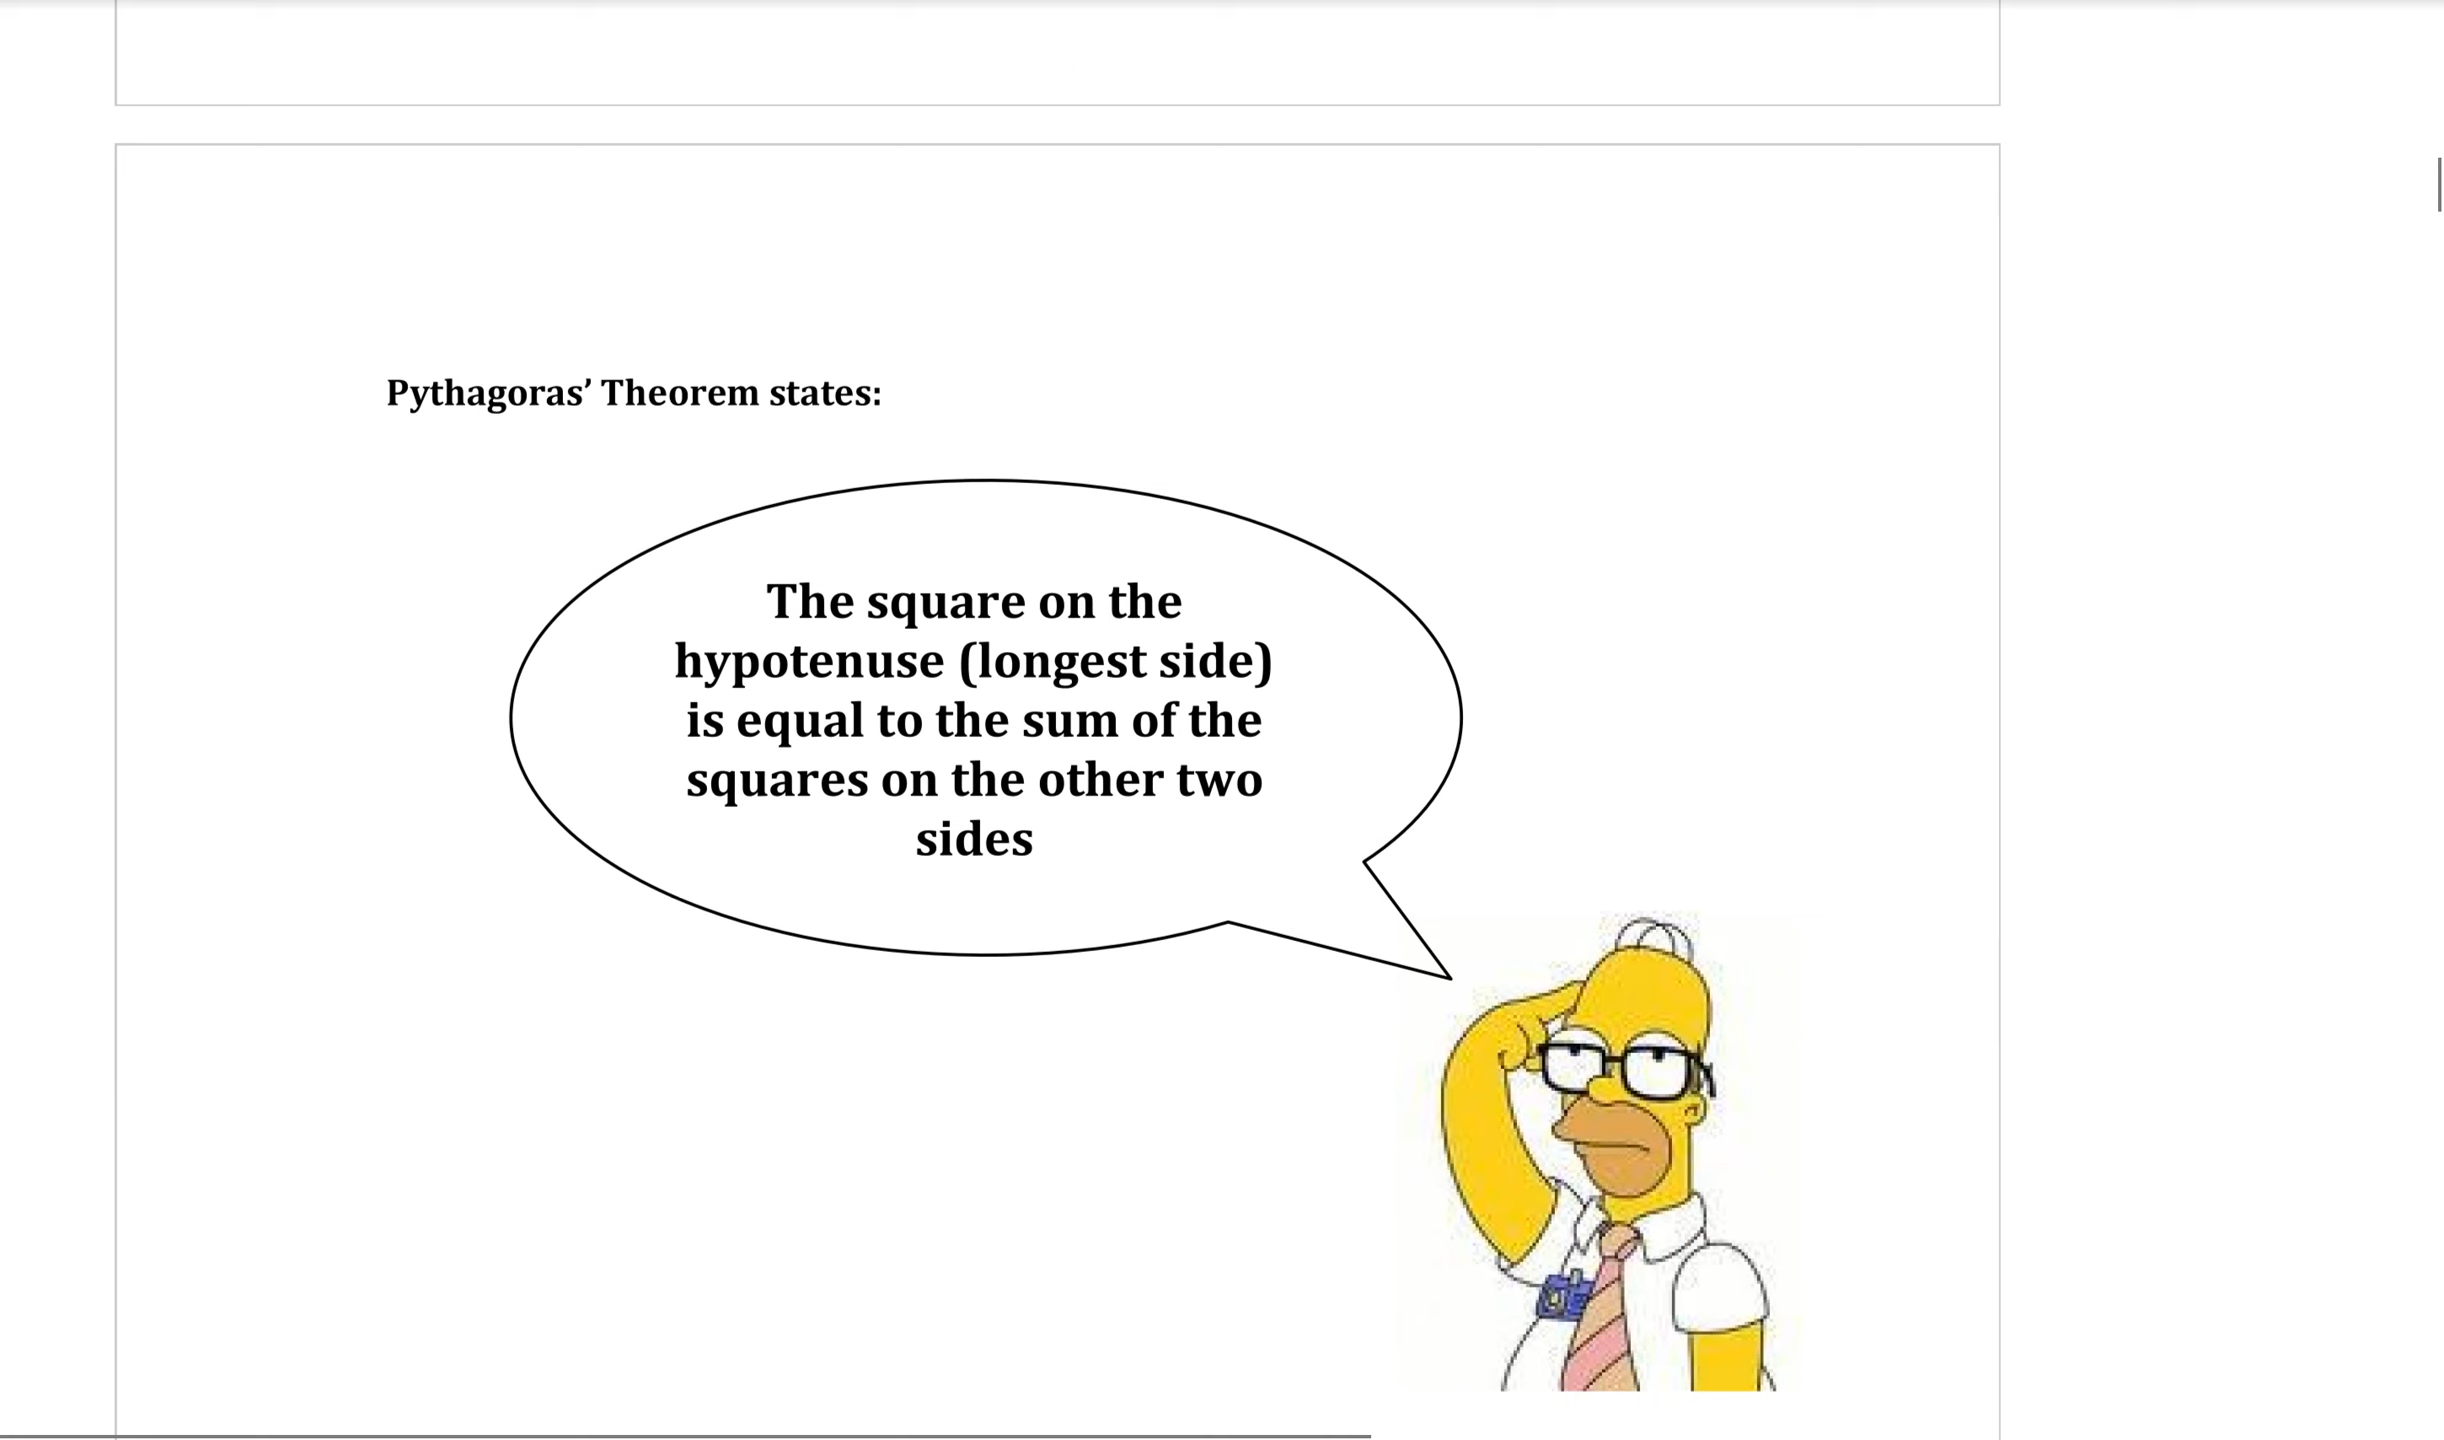 Pythagoras’ Theorem states:
The square on the
hypotenuse (longest side)
is equal to the sum of the
squares on the other two
sides